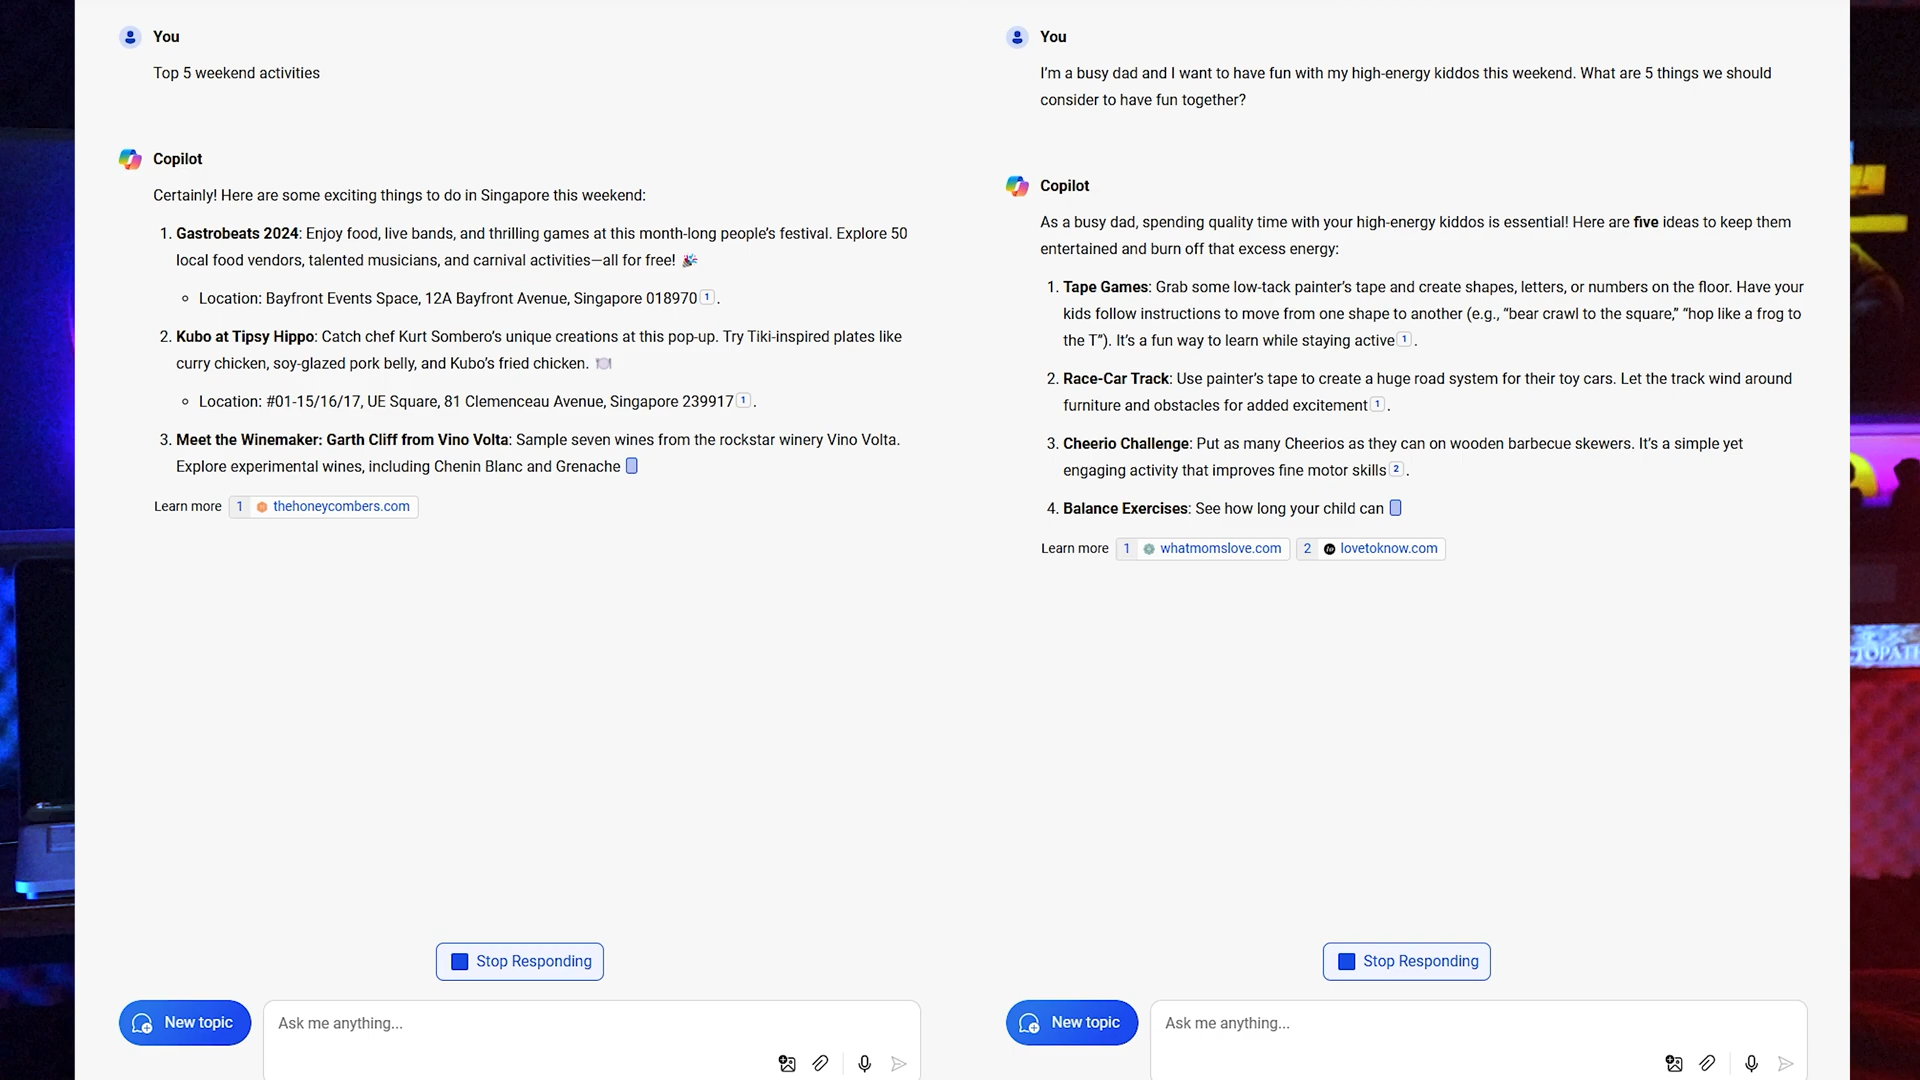 You
Top 5 weekend activities
Copilot
Certainly! Here are some exciting things to do in Singapore this weekend:
1. Gastrobeats 2024: Enjoy food, live bands, and thrilling games at this month-long people’s festival. Explore 50
local food vendors, talented musicians, and carnival activities—all for free! 🎉
Location: Bayfront Events Space, 12A Bayfront Avenue, Singapore 018970 1 .
2. Kubo at Tipsy Hippo: Catch chef Kurt Sombero’s unique creations at this pop-up. Try Tiki-inspired plates like
curry chicken, soy-glazed pork belly, and Kubo’s fried chicken. 🍽️
Location: #01-15/16/17, UE Square, 81 Clemenceau Avenue, Singapore 239917 1 .
3. Meet the Winemaker: Garth Cliff from Vino Volta: Sample seven wines from the rockstar winery Vino Volta.
Explore experimental wines, including Chenin Blanc and Grenache
Learn more 1 thehoneycombers.com
Stop Responding
New topic
Ask me anything...
You
I’m a busy dad and I want to have fun with my high-energy kiddos this weekend. What are 5 things we should
consider to have fun together?
Copilot
As a busy dad, spending quality time with your high-energy kiddos is essential! Here are five ideas to keep them
entertained and burn off that excess energy:
1. Tape Games: Grab some low-tack painter’s tape and create shapes, letters, or numbers on the floor. Have your
kids follow instructions to move from one shape to another (e.g., “bear crawl to the square,” “hop like a frog to
the T”). It’s a fun way to learn while staying active 1 .
2. Race-Car Track: Use painter’s tape to create a huge road system for their toy cars. Let the track wind around
furniture and obstacles for added excitement 1 .
3. Cheerio Challenge: Put as many Cheerios as they can on wooden barbecue skewers. It’s a simple yet
engaging activity that improves fine motor skills 2 .
4. Balance Exercises: See how long your child can
Learn more 1 whatmomslove.com 2 lovetoknow.com
Stop Responding
New topic
Ask me anything...